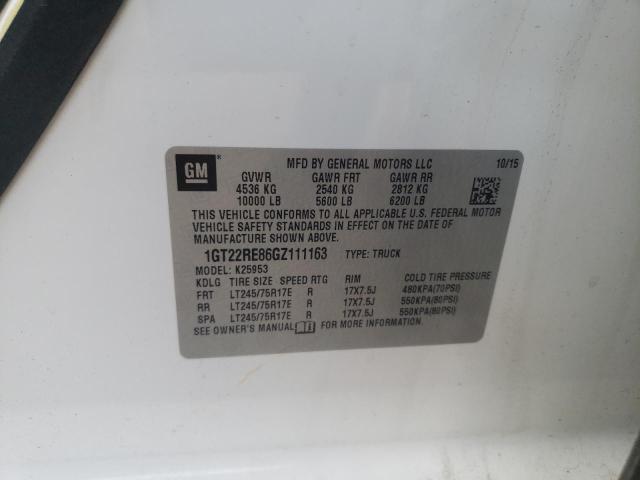 GM
MFD BY GENERAL MOTORS LLC 10/15
GVWR GAWR FRT GAWR RR
4536 KG 2540 KG 2812 KG
10000 LB 5600 LB 6200 LB
THIS VEHICLE CONFORMS TO ALL APPLICABLE U.S. FEDERAL MOTOR
VEHICLE SAFETY STANDARDS IN EFFECT ON THE DATE OF
MANUFACTURE SHOWN ABOVE.
1GT22RE86GZ111163 TYPE: TRUCK
MODEL: K25953
KDLG TIRE SIZE SPEED RTG RIM COLD TIRE PRESSURE
FRT LT245/75R17E R 17X7.5J 480KPA(70PSI)
RR LT245/75R17E R 17X7.5J 550KPA(80PSI)
SPA LT245/75R17E R 17X7.5J 550KPA(80PSI)
SEE OWNER'S MANUAL FOR MORE INFORMATION.